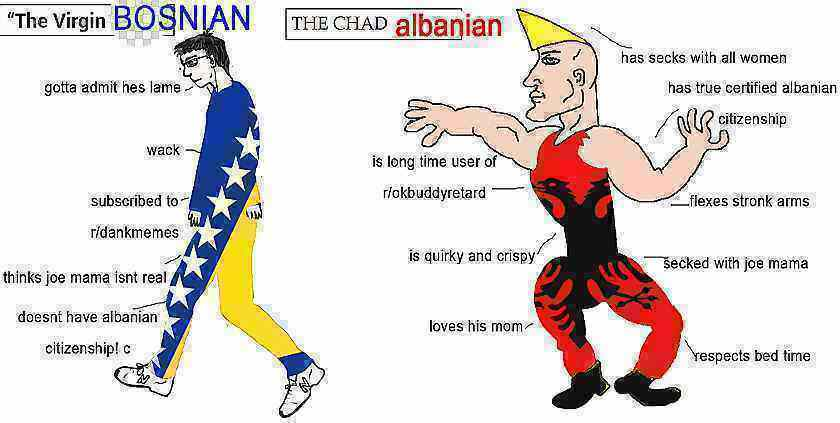 "The Virgin BOSNIAN
gotta admit hes lame
wack
subscribed to
r/dankmemes
thinks joe mama isnt real
doesnt have albanian
citizenship! c
THE CHAD albanian
has secks with all women
has true certified albanian
citizenship
is long time user of
r/okbuddyretard
flexes stronk arms
is quirky and crispy
secked with joe mama
loves his mom
respects bed time